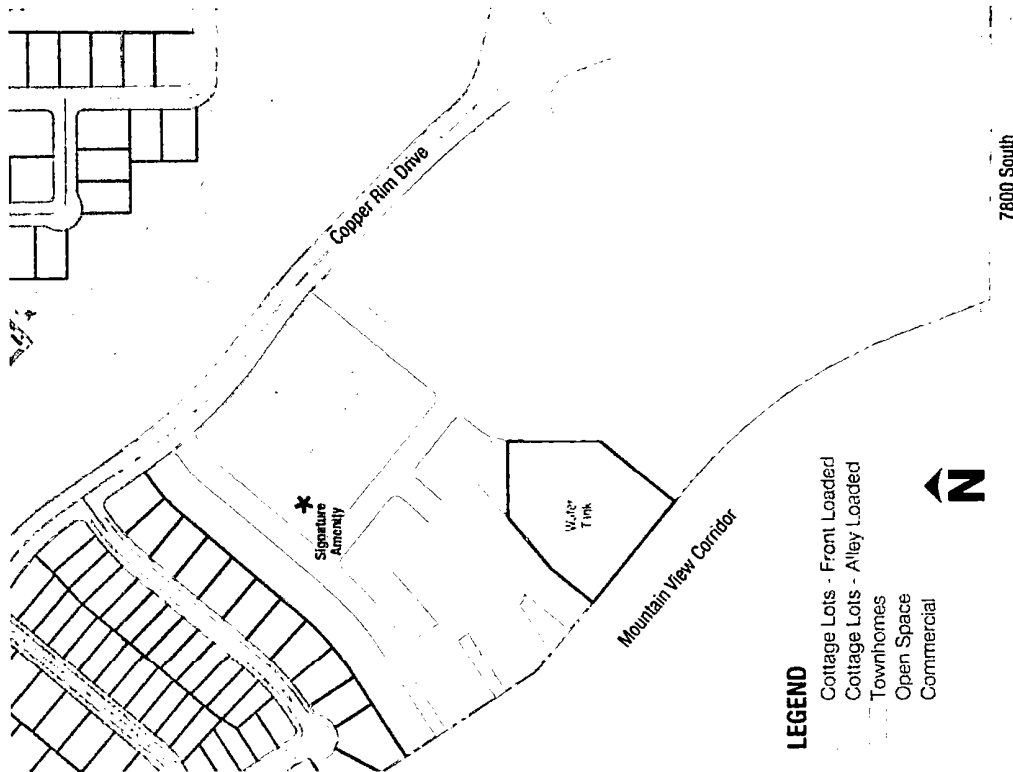 Copper Rim Drive
Signature
Amenity
Water
Tank
Mountain View Corridor
7800 South
LEGEND
Cottage Lots - Front Loaded
Cottage Lots - Alley Loaded
Townhomes
Open Space
Commercial
N